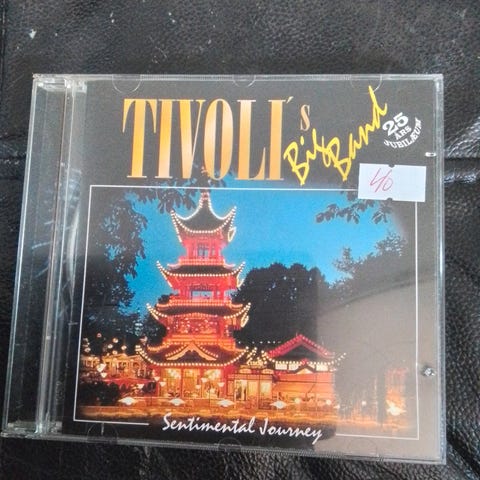 TIVOLI´s
Big Band
25
ÅRS
JUBILÆUM
40
Sentimental Journey